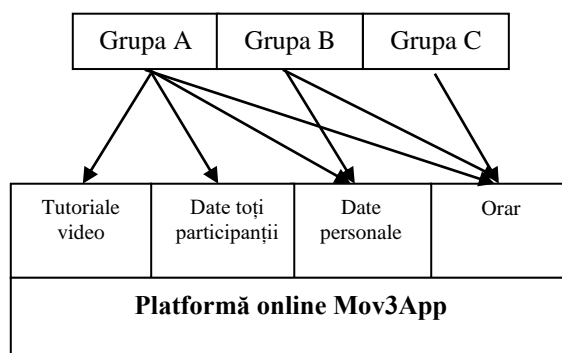 Grupa A Grupa B Grupa C
Tutoriale Date toți Date Orar
video participanții personale
Platformă online Mov3App